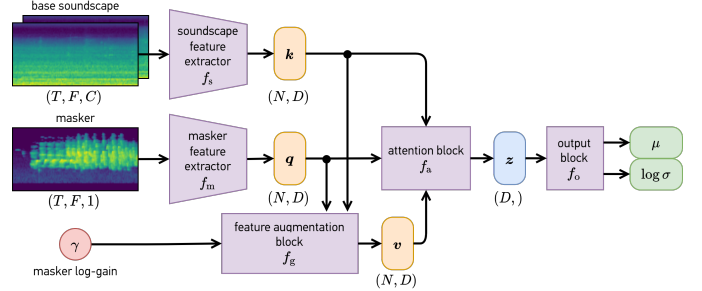 base soundscape
(T, F, C)
soundscape
feature
extractor
f_s
k
(N, D)
masker
(T, F, 1)
masker
feature
extractor
f_m
q
(N, D)
attention block
f_a
z
(D,)
output
block
f_o
μ
log σ
γ
masker log-gain
feature augmentation
block
f_g
v
(N, D)